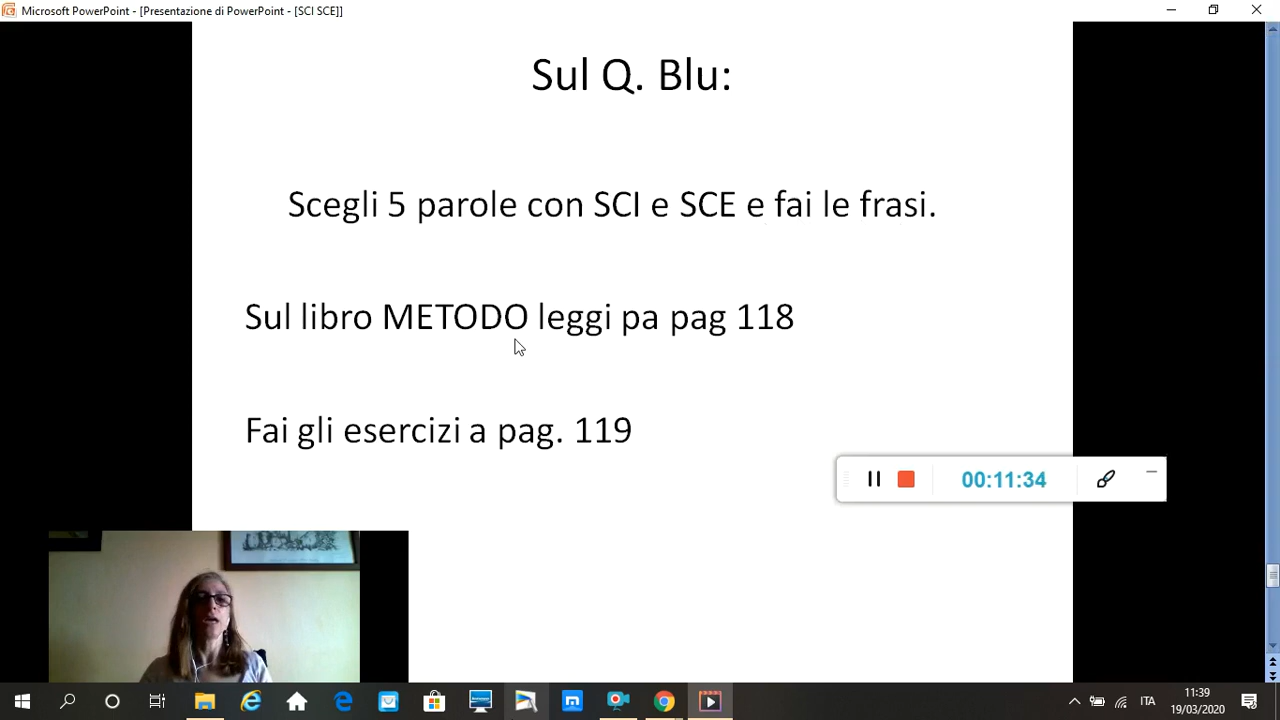 Microsoft PowerPoint - [Presentazione di PowerPoint - [SCI SCE]]
Sul Q. Blu:
Scegli 5 parole con SCI e SCE e fai le frasi.
Sul libro METODO leggi pa pag 118
Fai gli esercizi a pag. 119
00:11:34
ITA
11:39
19/03/2020